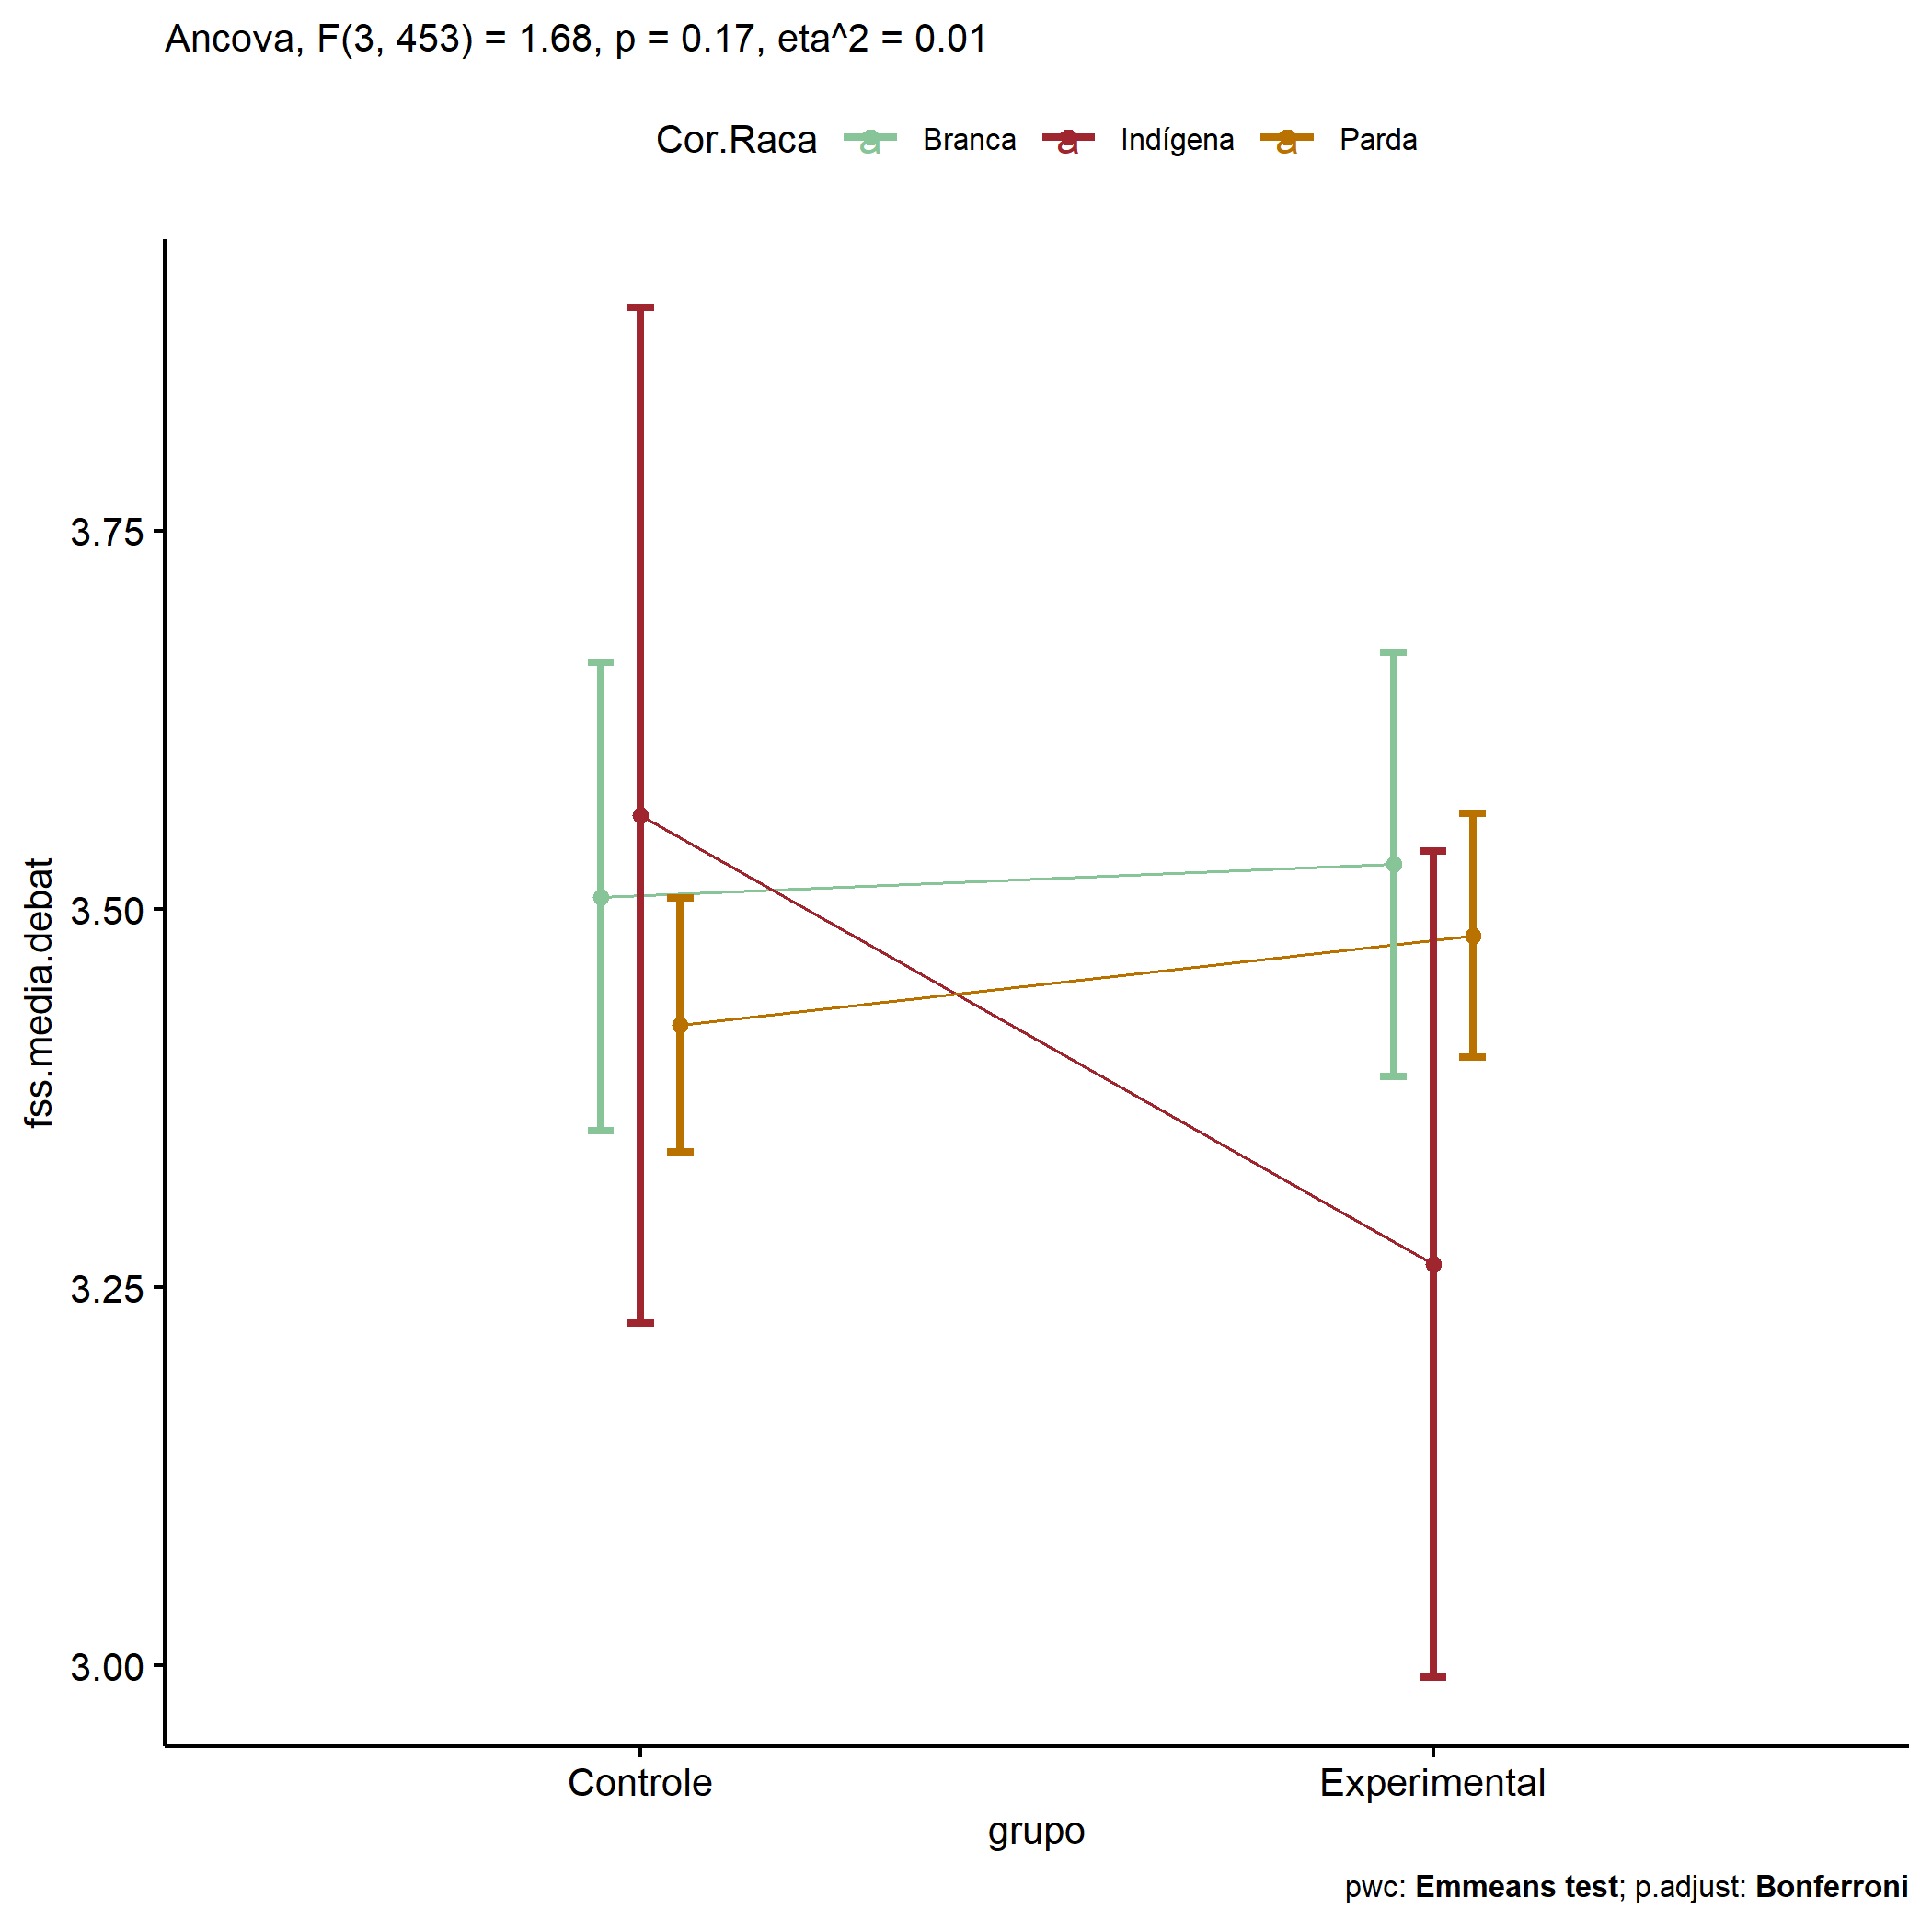 Ancova, F(3, 453) = 1.68, p = 0.17, eta^2 = 0.01
Cor.Raca a Branca a Indígena a Parda
fss.media.debat
3.75
3.50
3.25
3.00
Controle Experimental
grupo
pwc: Emmeans test; p.adjust: Bonferroni